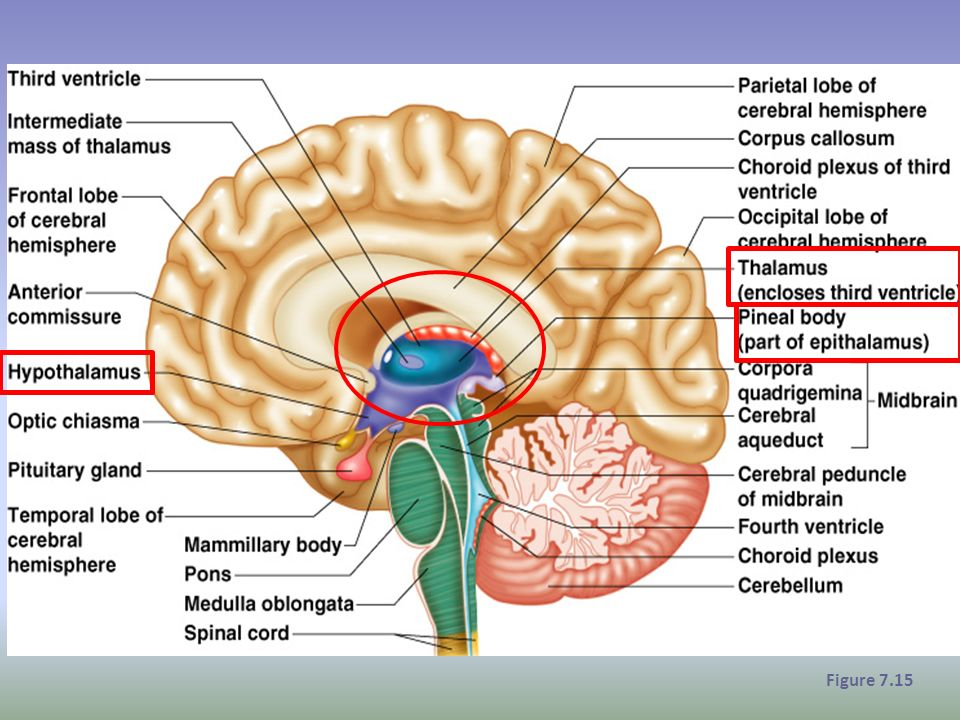 Third ventricle
Intermediate
mass of thalamus
Frontal lobe
of cerebral
hemisphere
Anterior
commissure
Hypothalamus
Optic chiasma
Pituitary gland
Temporal lobe of
cerebral
hemisphere
Mammillary body
Pons
Medulla oblongata
Spinal cord
Parietal lobe of
cerebral hemisphere
Corpus callosum
Choroid plexus of third
ventricle
Occipital lobe of
cerebral hemisphere
Thalamus
(encloses third ventricle)
Pineal body
(part of epithalamus)
Corpora
quadrigemina
Midbrain
Cerebral
aqueduct
Cerebral peduncle
of midbrain
Fourth ventricle
Choroid plexus
Cerebellum
Figure 7.15